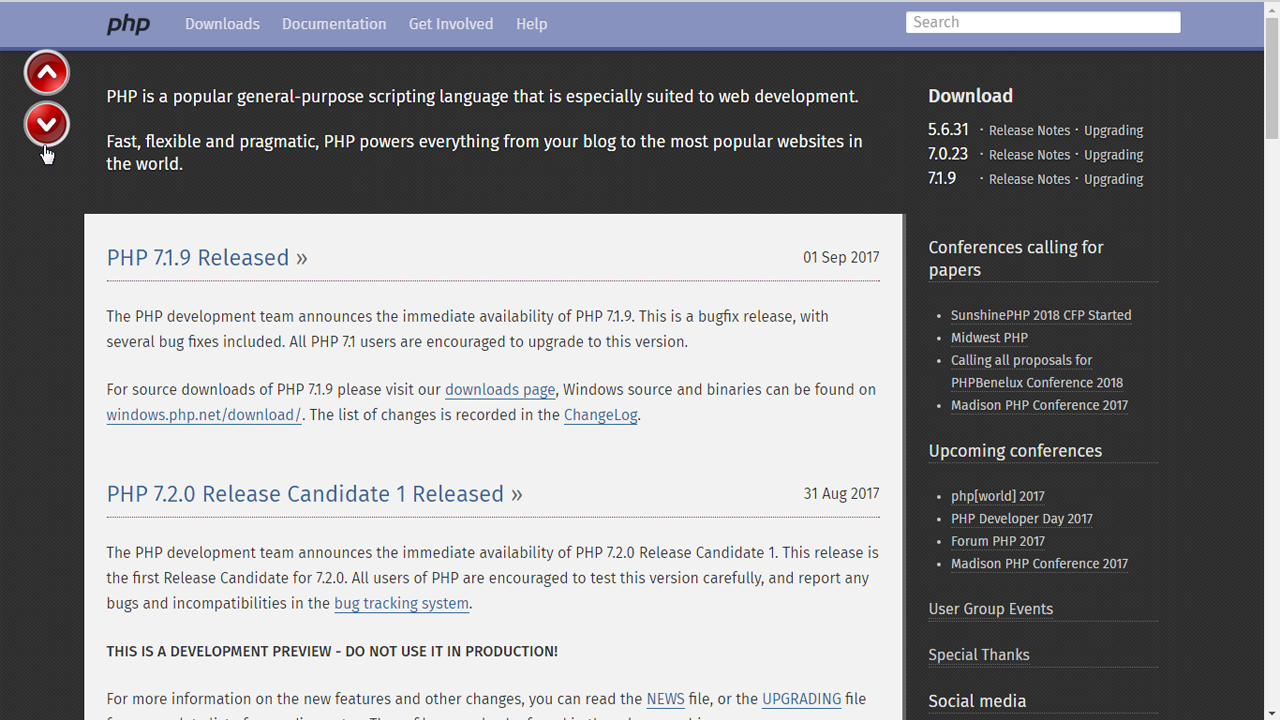 php Downloads Documentation Get Involved Help Search
PHP is a popular general-purpose scripting language that is especially suited to web development.
Fast, flexible and pragmatic, PHP powers everything from your blog to the most popular websites in
the world.
Download
5.6.31 · Release Notes · Upgrading
7.0.23 · Release Notes · Upgrading
7.1.9 · Release Notes · Upgrading
PHP 7.1.9 Released » 01 Sep 2017
The PHP development team announces the immediate availability of PHP 7.1.9. This is a bugfix release, with
several bug fixes included. All PHP 7.1 users are encouraged to upgrade to this version.
For source downloads of PHP 7.1.9 please visit our downloads page, Windows source and binaries can be found on
windows.php.net/download/. The list of changes is recorded in the ChangeLog.
PHP 7.2.0 Release Candidate 1 Released » 31 Aug 2017
The PHP development team announces the immediate availability of PHP 7.2.0 Release Candidate 1. This release is
the first Release Candidate for 7.2.0. All users of PHP are encouraged to test this version carefully, and report any
bugs and incompatibilities in the bug tracking system.
THIS IS A DEVELOPMENT PREVIEW - DO NOT USE IT IN PRODUCTION!
For more information on the new features and other changes, you can read the NEWS file, or the UPGRADING file
Conferences calling for
papers
• SunshinePHP 2018 CFP Started
• Midwest PHP
• Calling all proposals for
PHPBenelux Conference 2018
• Madison PHP Conference 2017
Upcoming conferences
• php[world] 2017
• PHP Developer Day 2017
• Forum PHP 2017
• Madison PHP Conference 2017
User Group Events
Special Thanks
Social media